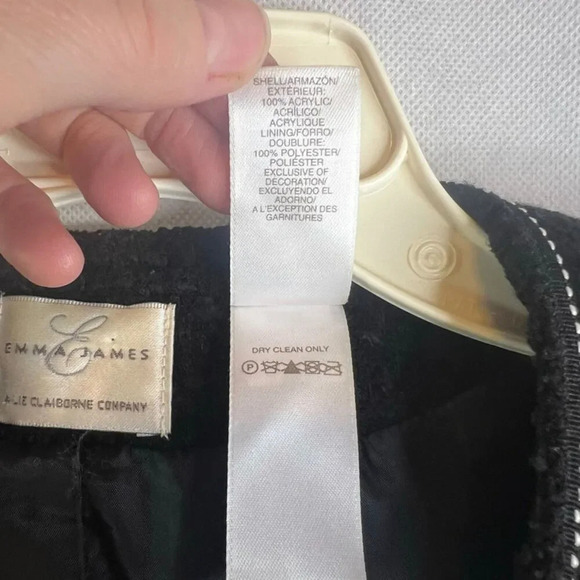 SHELL/ARMAZÓN/
EXTÉRIEUR:
100% ACRYLIC/
ACRÍLICO/
ACRYLIQUE
LINING/FORRO/
DOUBLURE:
100% POLYESTER/
POLIÉSTER
EXCLUSIVE OF
DECORATION/
EXCLUYENDO EL
ADORNO/
A L'EXCEPTION DES
GARNITURES
DRY CLEAN ONLY
P
E
EMMA JAMES
A LIZ CLAIBORNE COMPANY